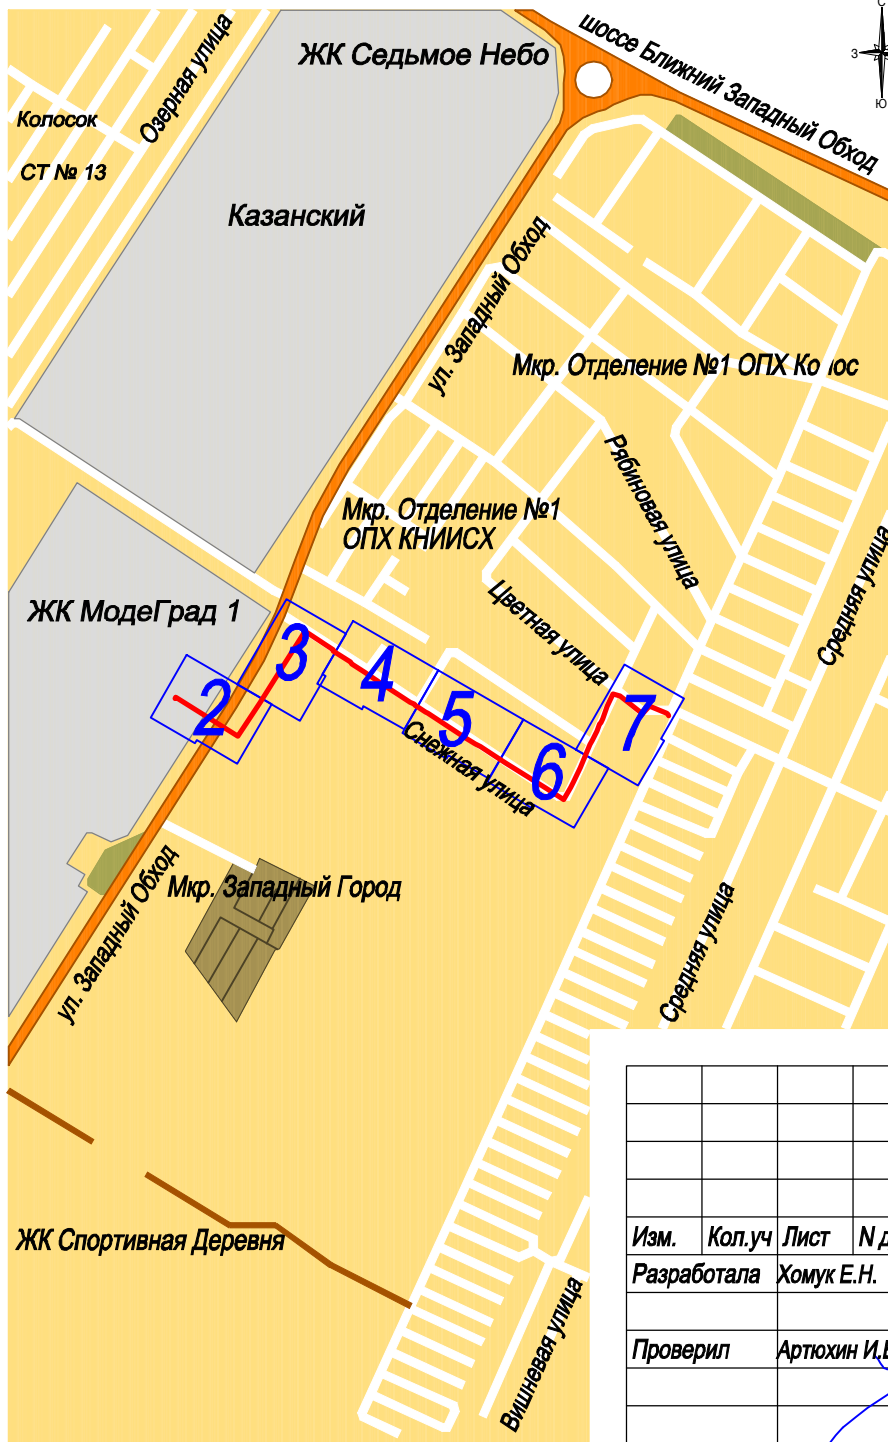 С
З
Ю
ЖК Седьмое Небо
шоссе Ближний Западный Обход
Озерная улица
Колосок
СТ № 13
Казанский
ул. Западный Обход
Мкр. Отделение №1 ОПХ
Рябиновая улица
Мкр. Отделение №1
ОПХ КНИИСХ
Средняя улица
ЖК МодеГрад 1
Цветная улица
2
3
4
5
6
7
Снежная улица
Мкр. Западный Город
ул. Западный Обход
Средняя улица
ЖК Спортивная Деревня
Вишневая улица
Изм. Кол.уч Лист N
Разработала Хомук Е.Н.
Проверил Артюхин